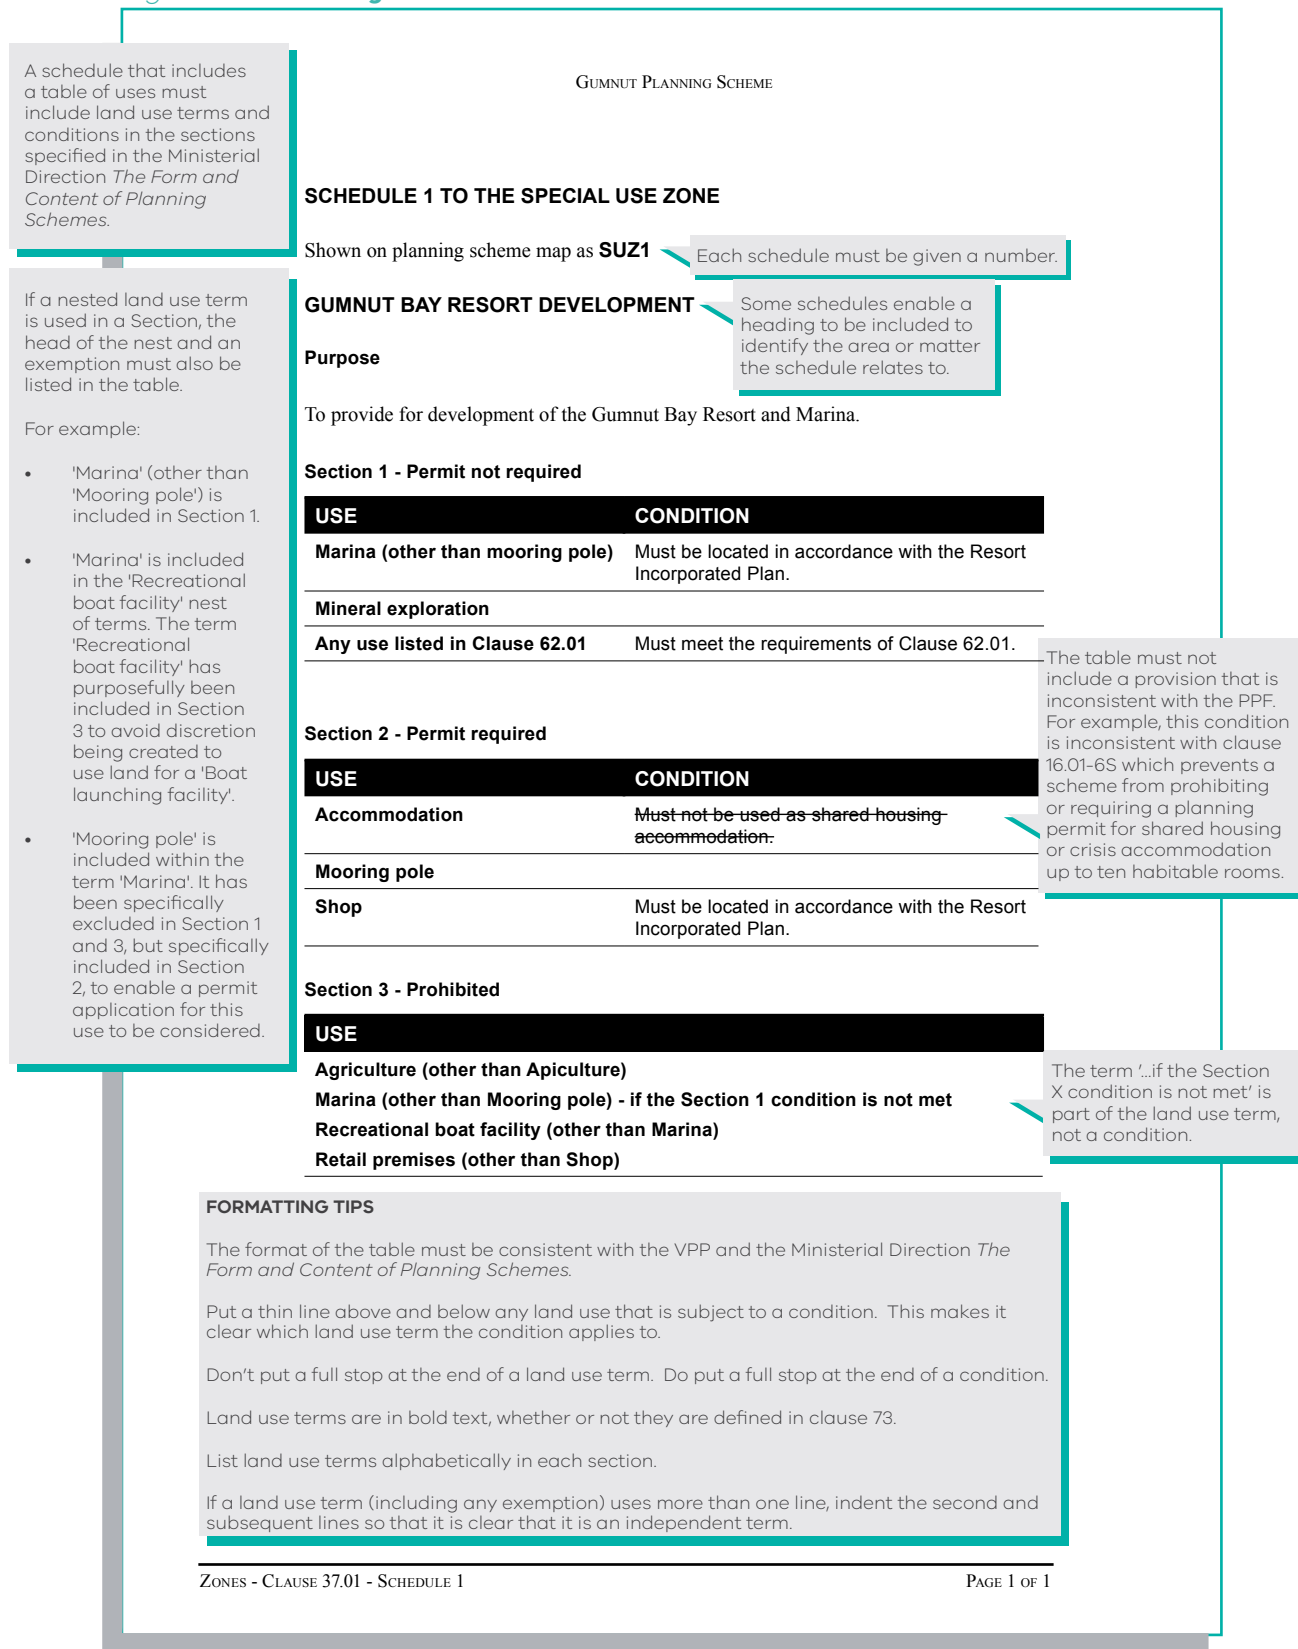 GUMNUT PLANNING SCHEME
A schedule that includes
a table of uses must
include land use terms and
conditions in the sections
specified in the Ministerial
Direction The Form and
Content of Planning
Schemes.
SCHEDULE 1 TO THE SPECIAL USE ZONE
Shown on planning scheme map as SUZ1
Each schedule must be given a number.
GUMNUT BAY RESORT DEVELOPMENT
Some schedules enable a
heading to be included to
identify the area or matter
the schedule relates to.
Purpose
To provide for development of the Gumnut Bay Resort and Marina.
If a nested land use term
is used in a Section, the
head of the nest and an
exemption must also be
listed in the table.
For example:
• 'Marina' (other than
'Mooring pole') is
included in Section 1.
• 'Marina' is included
in the 'Recreational
boat facility' nest
of terms. The term
'Recreational
boat facility' has
purposefully been
included in Section
3 to avoid discretion
being created to
use land for a 'Boat
launching facility'.
• 'Mooring pole' is
included within the
term 'Marina'. It has
been specifically
excluded in Section 1
and 3, but specifically
included in Section
2, to enable a permit
application for this
use to be considered.
Section 1 - Permit not required
USE CONDITION
Marina (other than mooring pole) Must be located in accordance with the Resort
Incorporated Plan.
Mineral exploration
Any use listed in Clause 62.01 Must meet the requirements of Clause 62.01.
Section 2 - Permit required
USE CONDITION
Accommodation Must not be used as shared housing
accommodation.
Mooring pole
Shop Must be located in accordance with the Resort
Incorporated Plan.
The table must not
include a provision that is
inconsistent with the PPF.
For example, this condition
is inconsistent with clause
16.01-6S which prevents a
scheme from prohibiting
or requiring a planning
permit for shared housing
or crisis accommodation
up to ten habitable rooms.
Section 3 - Prohibited
USE
Agriculture (other than Apiculture)
Marina (other than Mooring pole) - if the Section 1 condition is not met
Recreational boat facility (other than Marina)
Retail premises (other than Shop)
The term '...if the Section
X condition is not met' is
part of the land use term,
not a condition.
FORMATTING TIPS
The format of the table must be consistent with the VPP and the Ministerial Direction The
Form and Content of Planning Schemes.
Put a thin line above and below any land use that is subject to a condition. This makes it
clear which land use term the condition applies to.
Don't put a full stop at the end of a land use term. Do put a full stop at the end of a condition.
Land use terms are in bold text, whether or not they are defined in clause 73.
List land use terms alphabetically in each section.
If a land use term (including any exemption) uses more than one line, indent the second and
subsequent lines so that it is clear that it is an independent term.
ZONES - CLAUSE 37.01 - SCHEDULE 1 PAGE 1 OF 1